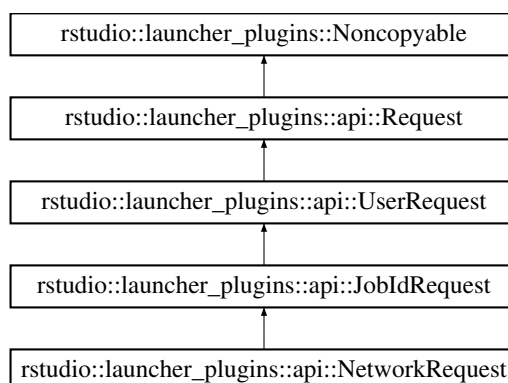 rstudio::launcher_plugins::Noncopyable
rstudio::launcher_plugins::api::Request
rstudio::launcher_plugins::api::UserRequest
rstudio::launcher_plugins::api::JobIdRequest
rstudio::launcher_plugins::api::NetworkRequest